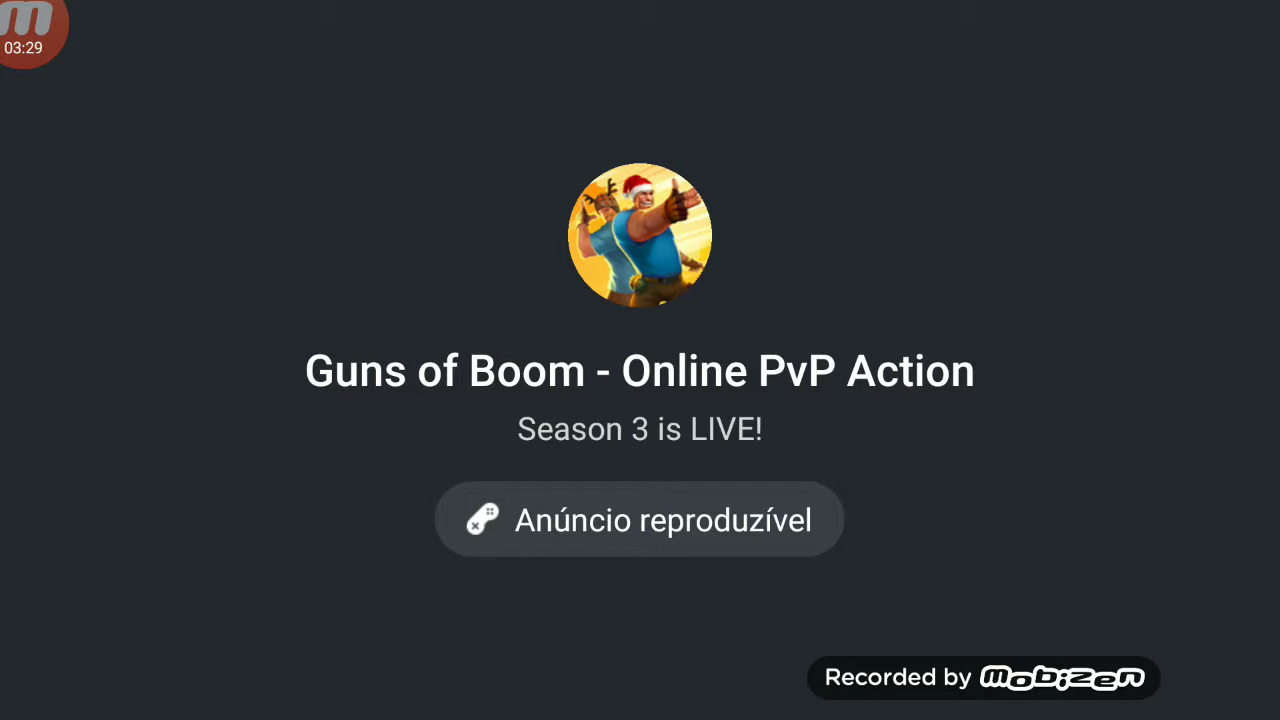 03:29
Guns of Boom - Online PvP Action
Season 3 is LIVE!
Anúncio reproduzível
Recorded by mobizen